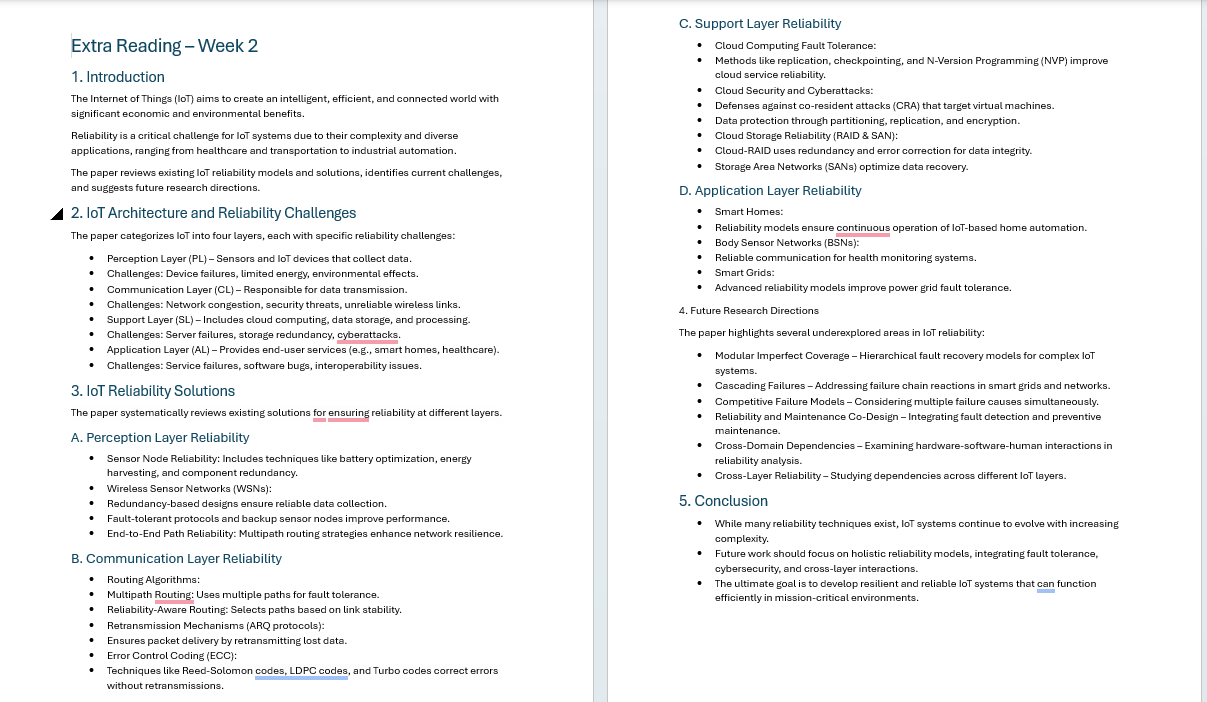 Extra Reading – Week 2
1. Introduction
The Internet of Things (IoT) aims to create an intelligent, efficient, and connected world with
significant economic and environmental benefits.
Reliability is a critical challenge for IoT systems due to their complexity and diverse
applications, ranging from healthcare and transportation to industrial automation.
The paper reviews existing IoT reliability models and solutions, identifies current challenges,
and suggests future research directions.
2. IoT Architecture and Reliability Challenges
The paper categorizes IoT into four layers, each with specific reliability challenges:
• Perception Layer (PL) – Sensors and IoT devices that collect data.
• Challenges: Device failures, limited energy, environmental effects.
• Communication Layer (CL) – Responsible for data transmission.
• Challenges: Network congestion, security threats, unreliable wireless links.
• Support Layer (SL) – Includes cloud computing, data storage, and processing.
• Challenges: Server failures, storage redundancy, cyberattacks.
• Application Layer (AL) – Provides end-user services (e.g., smart homes, healthcare).
• Challenges: Service failures, software bugs, interoperability issues.
3. IoT Reliability Solutions
The paper systematically reviews existing solutions for ensuring reliability at different layers.
A. Perception Layer Reliability
• Sensor Node Reliability: Includes techniques like battery optimization, energy
harvesting, and component redundancy.
• Wireless Sensor Networks (WSNs):
• Redundancy-based designs ensure reliable data collection.
• Fault-tolerant protocols and backup sensor nodes improve performance.
• End-to-End Path Reliability: Multipath routing strategies enhance network resilience.
B. Communication Layer Reliability
• Routing Algorithms:
• Multipath Routing: Uses multiple paths for fault tolerance.
• Reliability-Aware Routing: Selects paths based on link stability.
• Retransmission Mechanisms (ARQ protocols):
• Ensures packet delivery by retransmitting lost data.
• Error Control Coding (ECC):
• Techniques like Reed-Solomon codes, LDPC codes, and Turbo codes correct errors
without retransmissions.
C. Support Layer Reliability
• Cloud Computing Fault Tolerance:
• Methods like replication, checkpointing, and N-Version Programming (NVP) improve
cloud service reliability.
• Cloud Security and Cyberattacks:
• Defenses against co-resident attacks (CRA) that target virtual machines.
• Data protection through partitioning, replication, and encryption.
• Cloud Storage Reliability (RAID & SAN):
• Cloud-RAID uses redundancy and error correction for data integrity.
• Storage Area Networks (SANs) optimize data recovery.
D. Application Layer Reliability
• Smart Homes:
• Reliability models ensure continuous operation of IoT-based home automation.
• Body Sensor Networks (BSNs):
• Reliable communication for health monitoring systems.
• Smart Grids:
• Advanced reliability models improve power grid fault tolerance.
4. Future Research Directions
The paper highlights several underexplored areas in IoT reliability:
• Modular Imperfect Coverage – Hierarchical fault recovery models for complex IoT
systems.
• Cascading Failures – Addressing failure chain reactions in smart grids and networks.
• Competitive Failure Models – Considering multiple failure causes simultaneously.
• Reliability and Maintenance Co-Design – Integrating fault detection and preventive
maintenance.
• Cross-Domain Dependencies – Examining hardware-software-human interactions in
reliability analysis.
• Cross-Layer Reliability – Studying dependencies across different IoT layers.
5. Conclusion
• While many reliability techniques exist, IoT systems continue to evolve with increasing
complexity.
• Future work should focus on holistic reliability models, integrating fault tolerance,
cybersecurity, and cross-layer interactions.
• The ultimate goal is to develop resilient and reliable IoT systems that can function
efficiently in mission-critical environments.